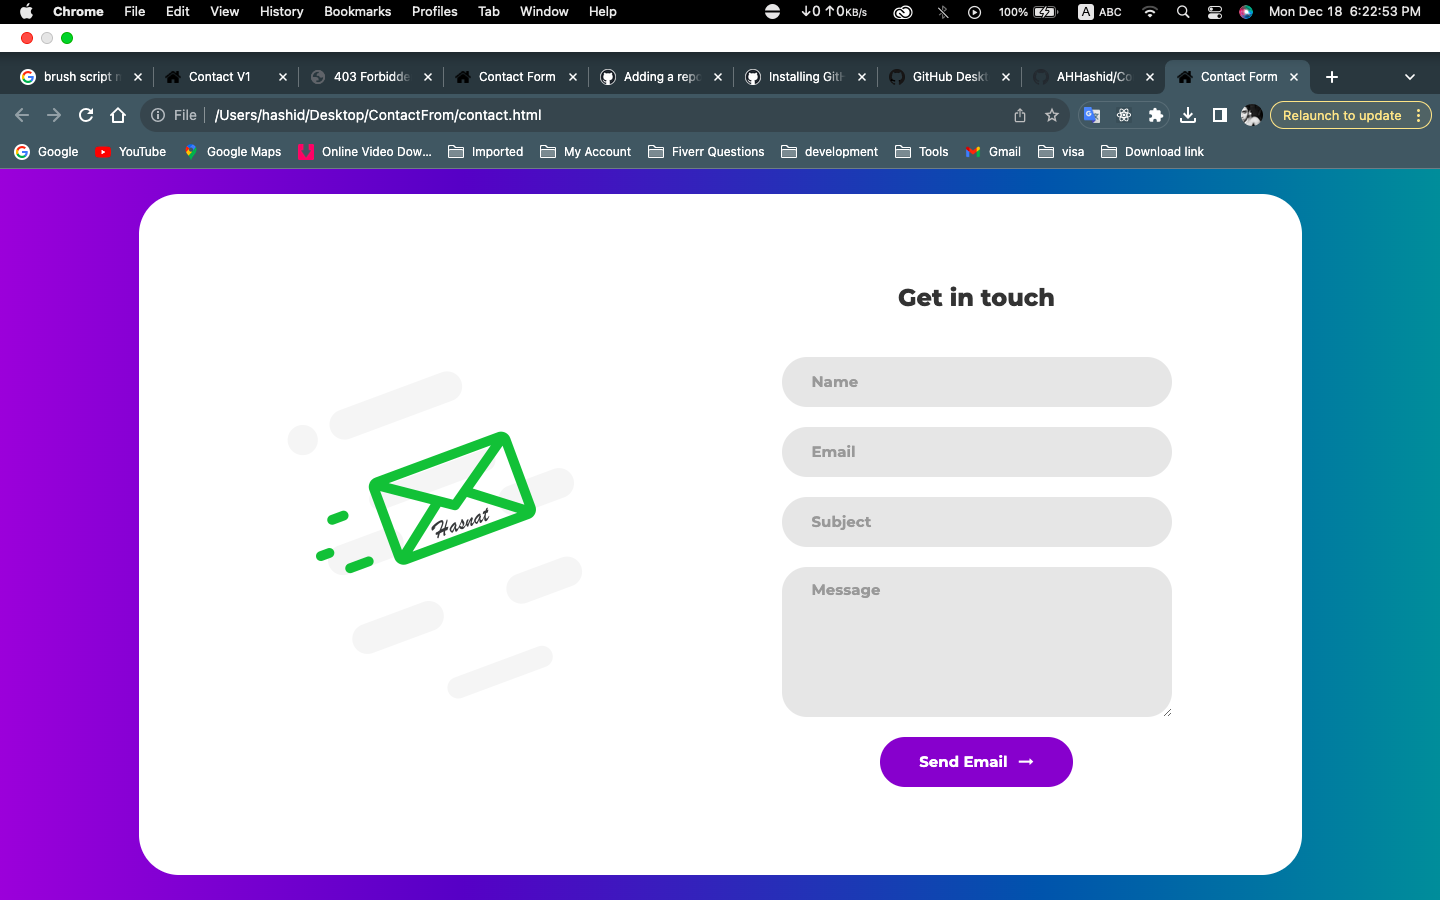 Chrome File Edit View History Bookmarks Profiles Tab Window Help ↓0 ↑0KB/s 100% A ABC Mon Dec 18 6:22:53 PM
brush script Contact V1 403 Forbidde Contact Form Adding a repo Installing GitH GitHub Deskt AHHashid/Co Contact Form
File /Users/hashid/Desktop/ContactFrom/contact.html Relaunch to update
Google YouTube Google Maps Online Video Dow... Imported My Account Fiverr Questions development Tools Gmail visa Download link
Get in touch
Name
Email
Subject
Message
Send Email
Hasnat